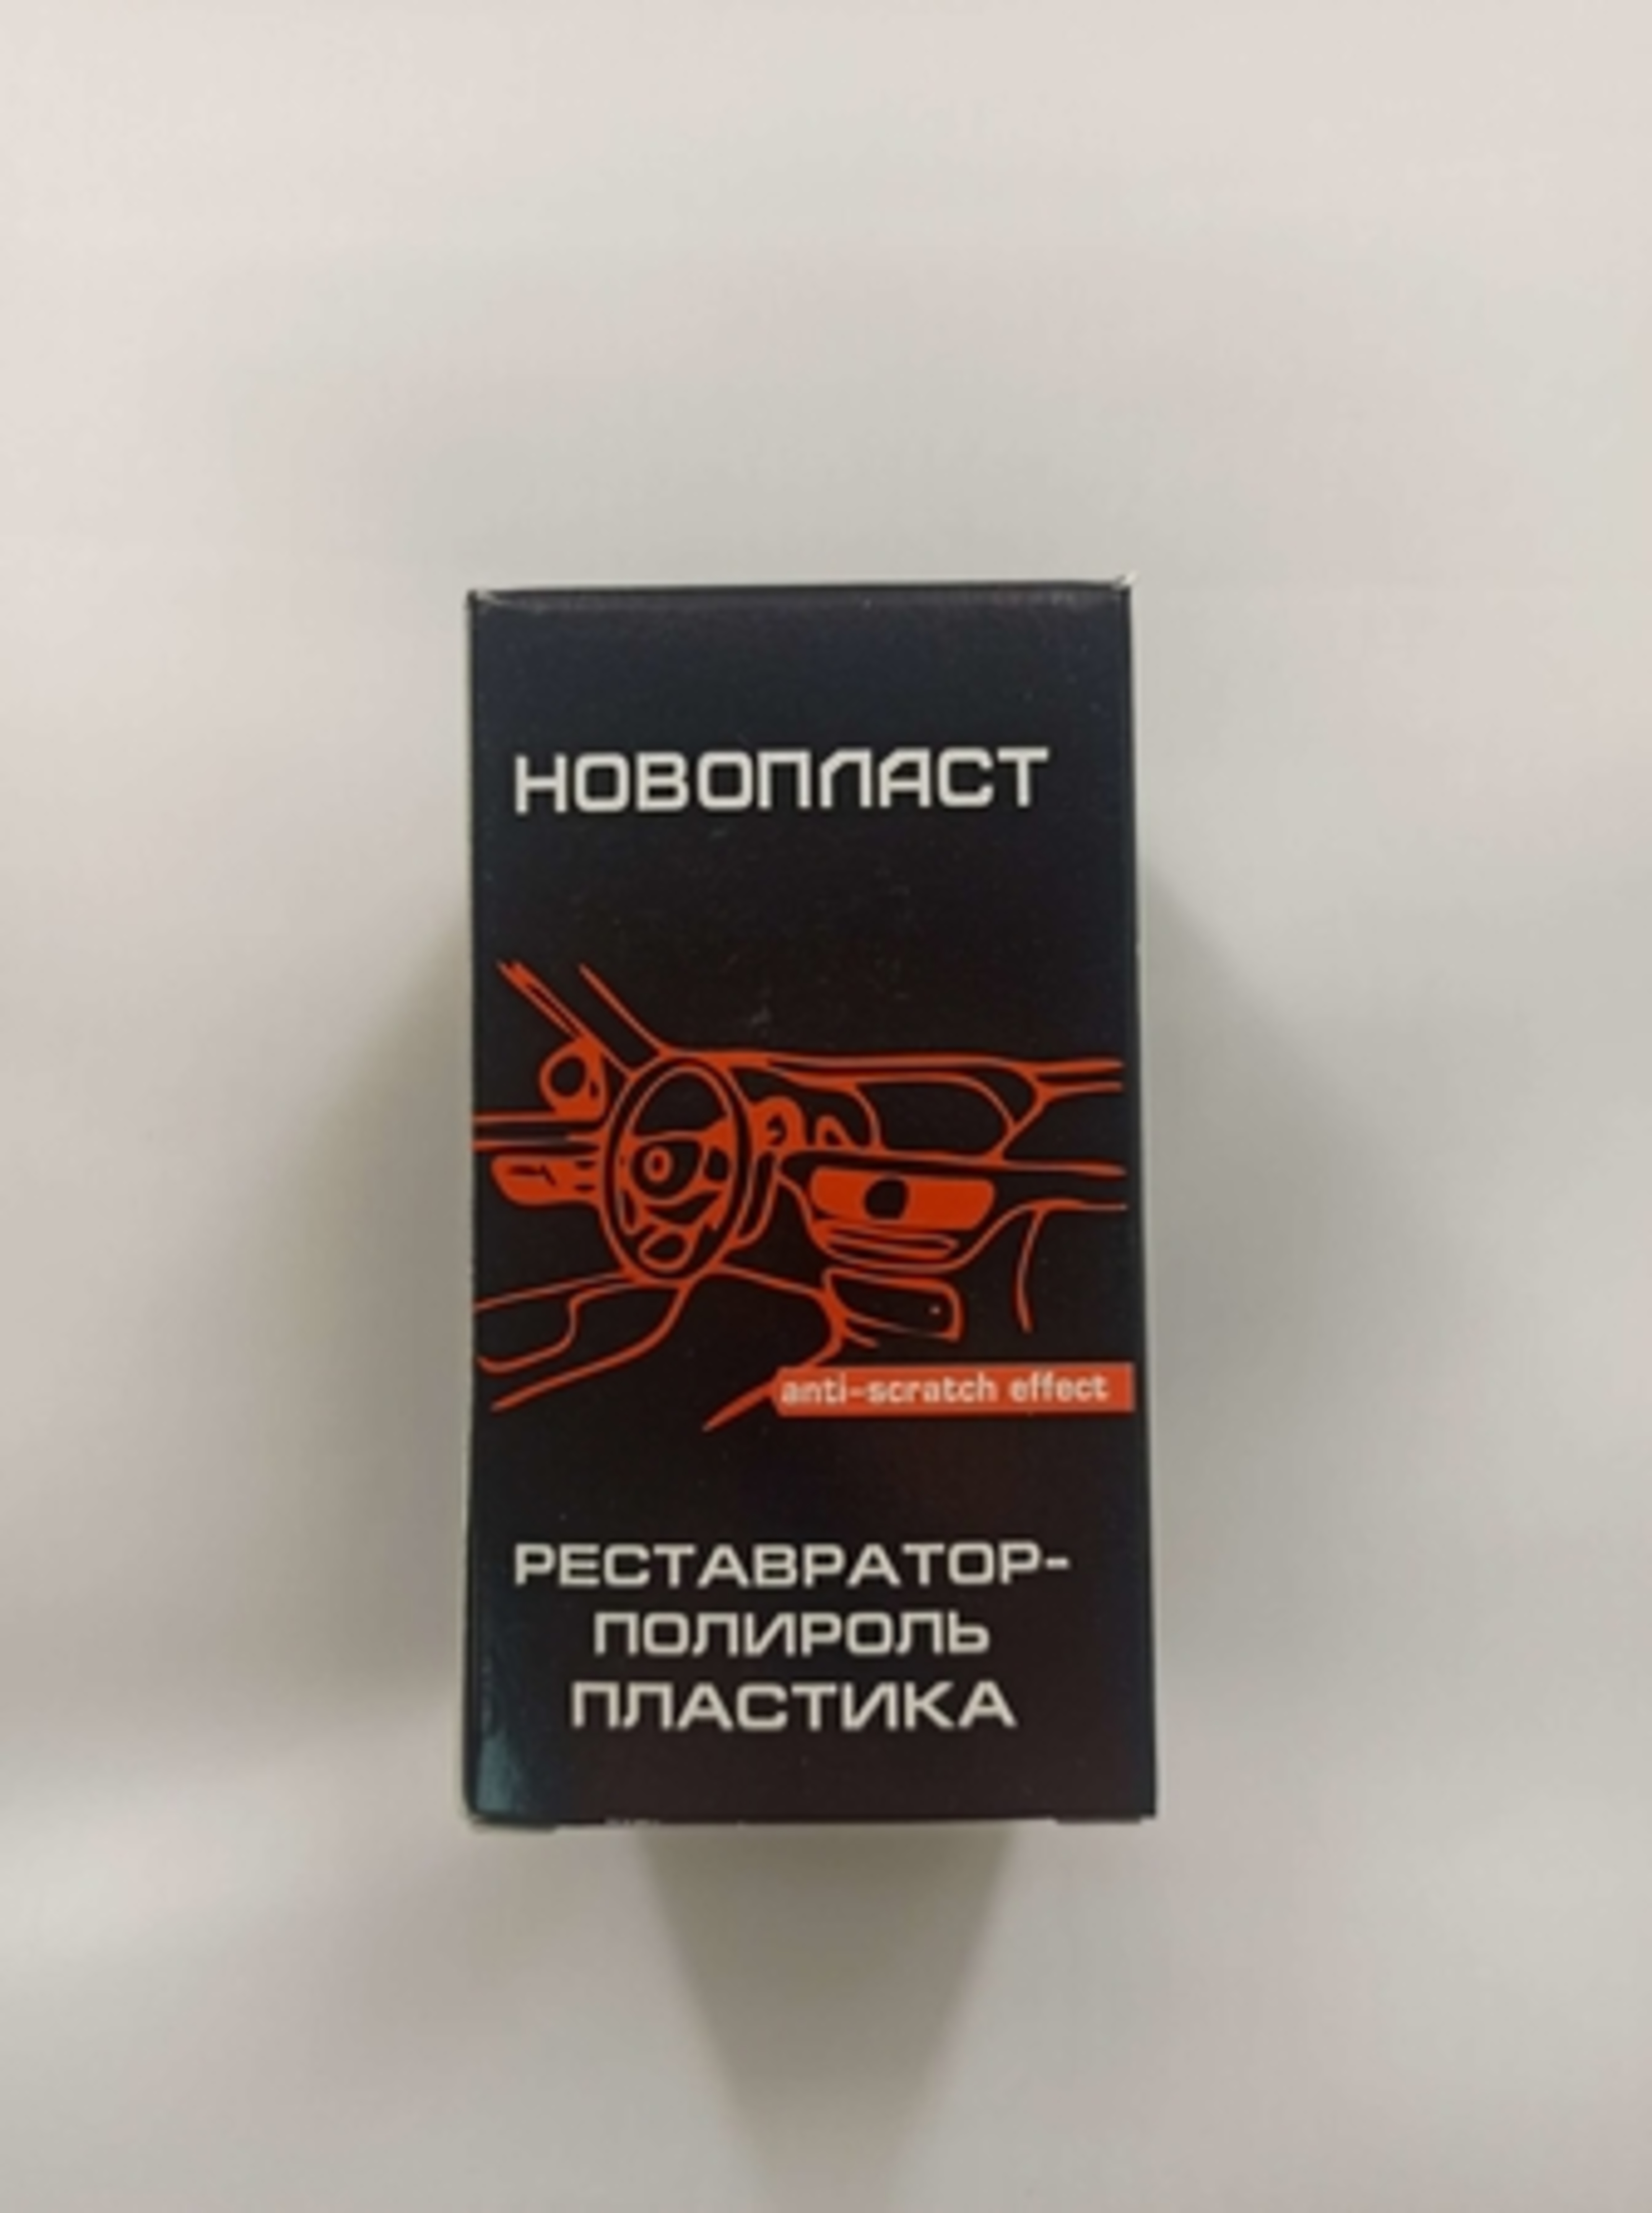 НОВОПЛАСТ
anti-scratch effect
РЕСТАВРАТОР-
ПОЛИРОЛЬ
ПЛАСТИКА